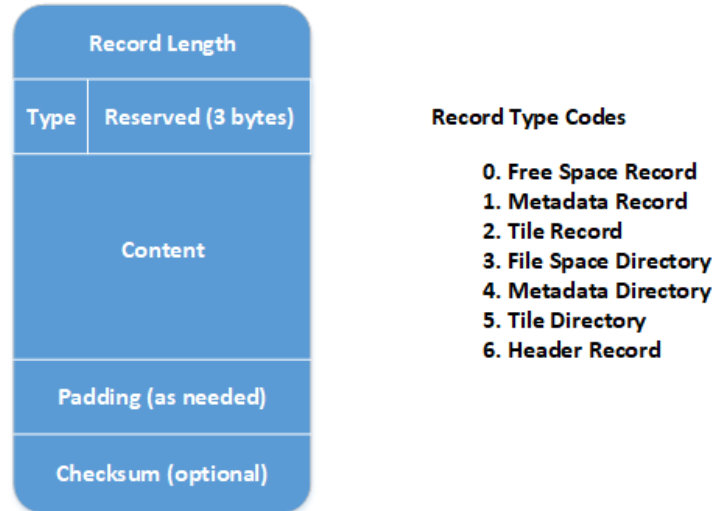 Record Length
Type Reserved (3 bytes)
Content
Padding (as needed)
Checksum (optional)
Record Type Codes
0. Free Space Record
1. Metadata Record
2. Tile Record
3. File Space Directory
4. Metadata Directory
5. Tile Directory
6. Header Record